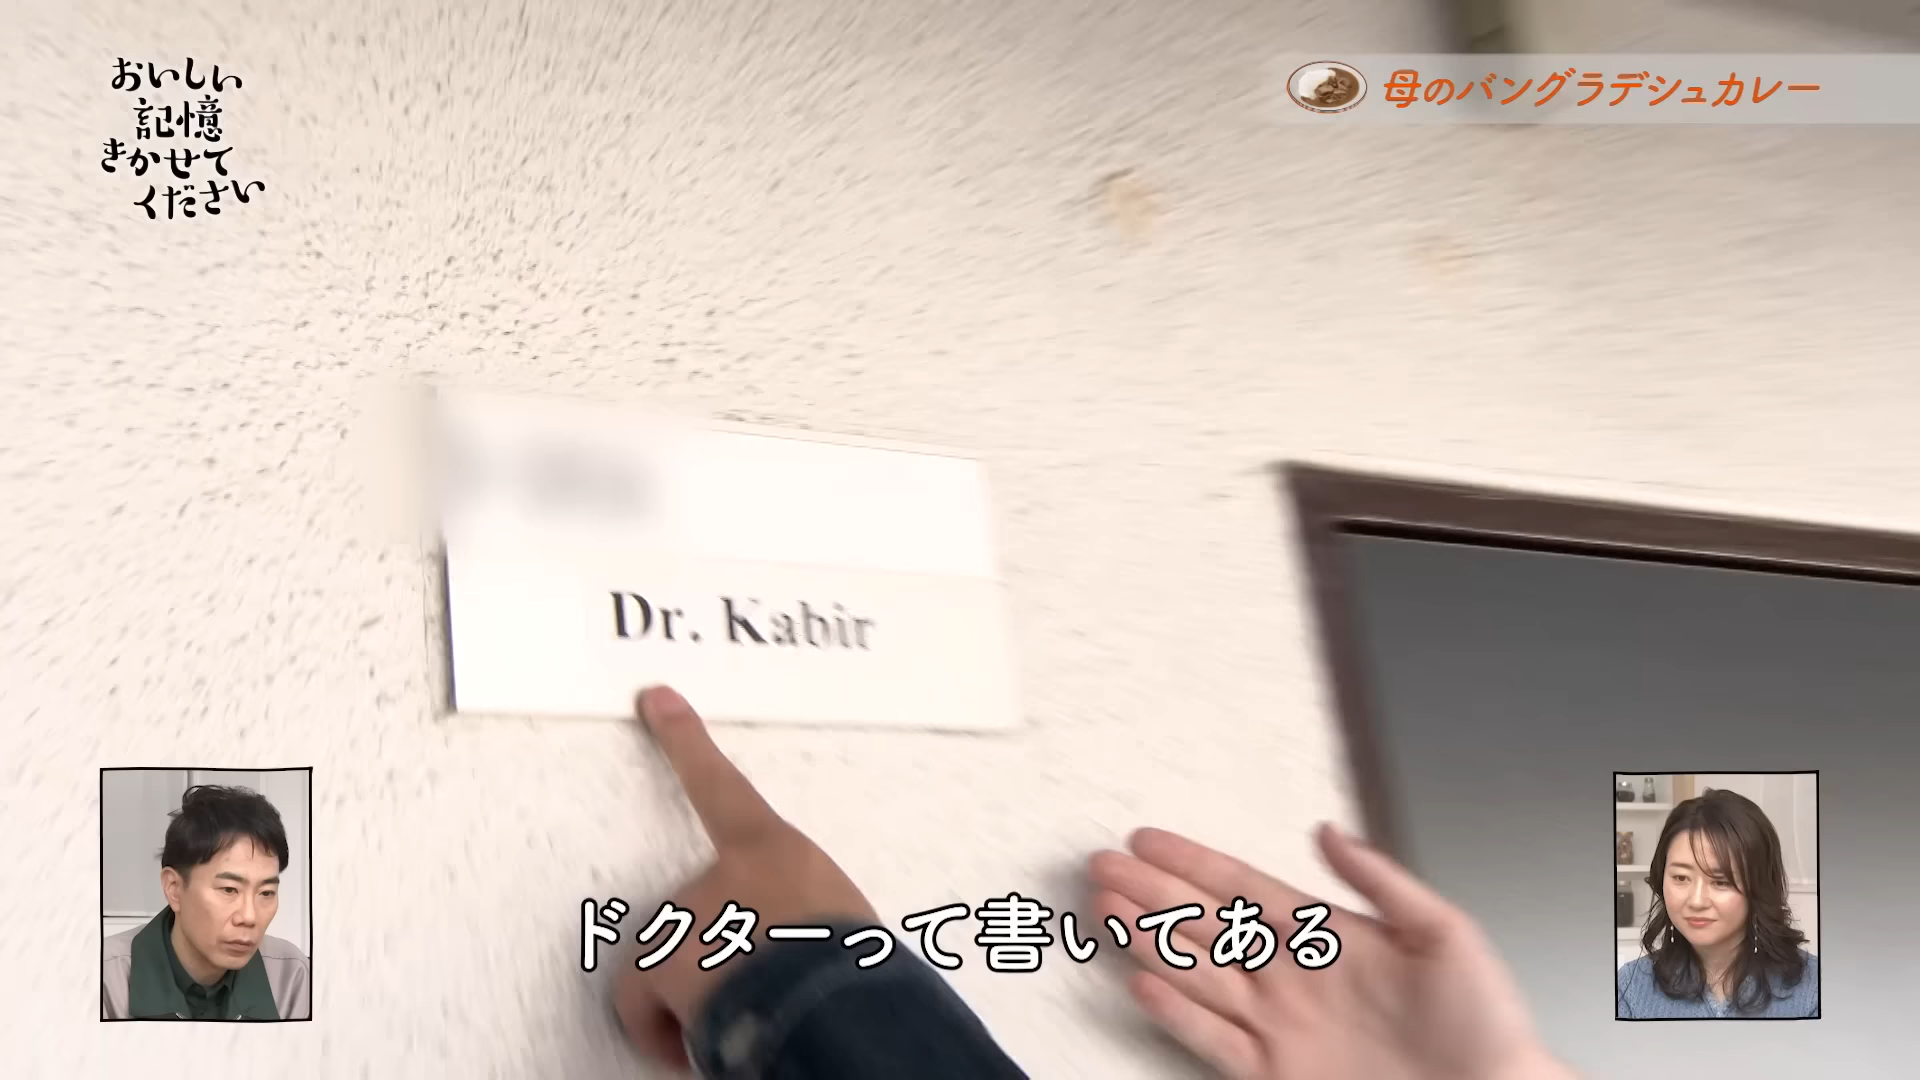 おいしい
記憶
きかせて
ください
母のバングラデシュカレー
Dr. Kabir
ドクターって書いてある